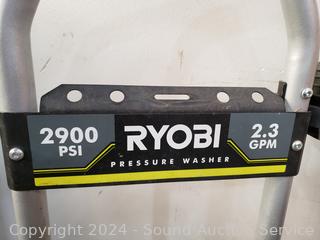 2900
PSI
RYOBI
PRESSURE WASHER
2.3
GPM
Copyright 2024 - Sound Auction Service